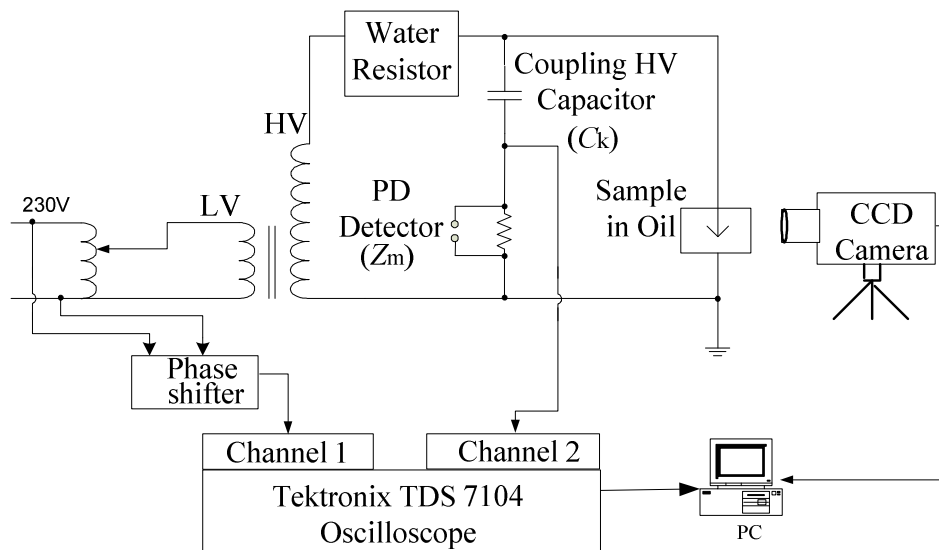 Water
Resistor
Coupling HV
Capacitor
(Ck)
HV
230V
LV
PD
Detector
(Zm)
Sample
in Oil
CCD
Camera
Phase
shifter
Channel 1
Channel 2
Tektronix TDS 7104
Oscilloscope
PC